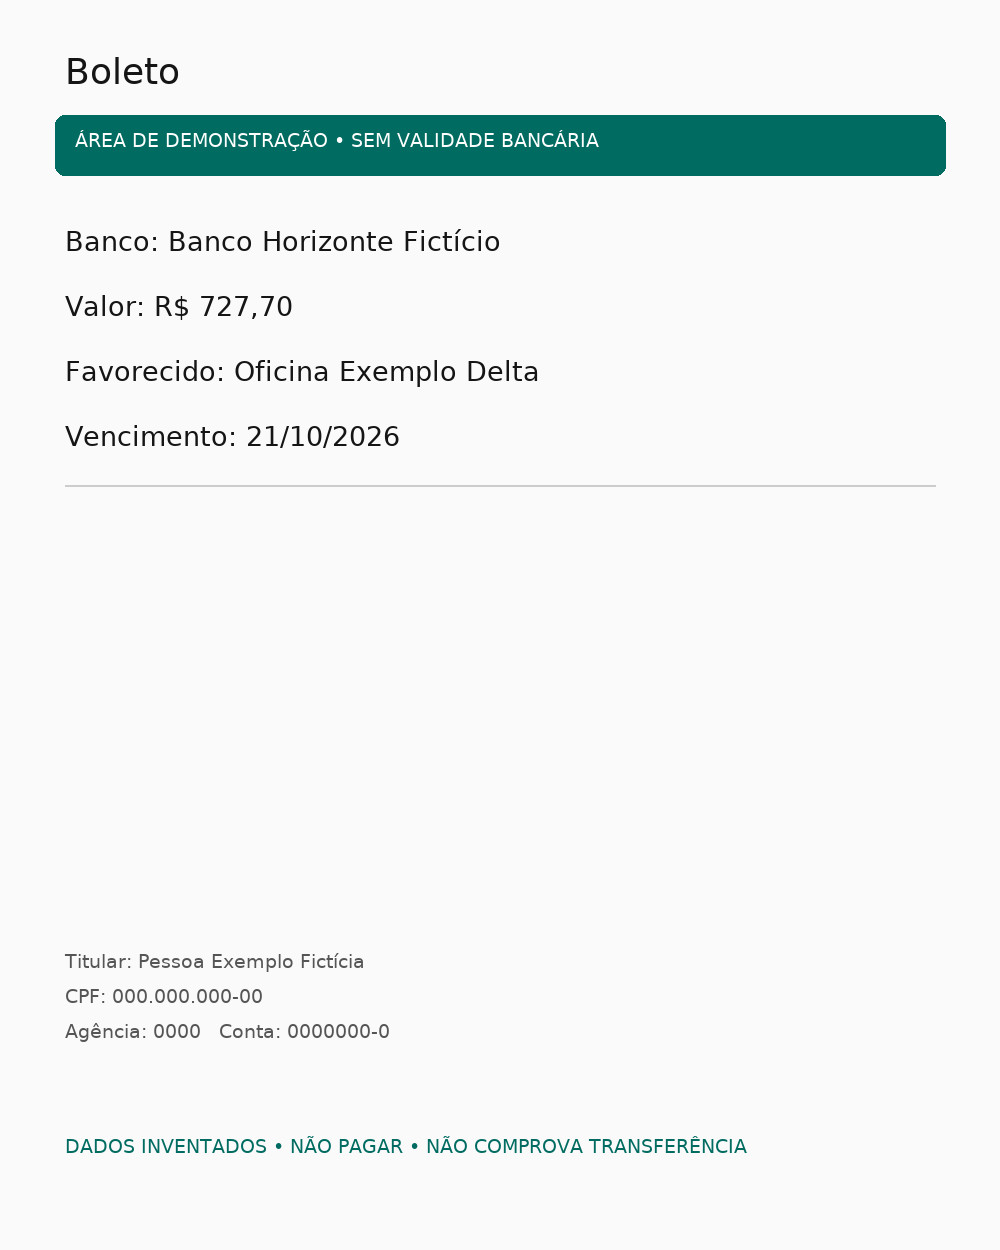 Boleto
ÁREA DE DEMONSTRAÇÃO • SEM VALIDADE BANCÁRIA
Banco: Banco Horizonte Fictício
Valor: R$ 727,70
Favorecido: Oficina Exemplo Delta
Vencimento: 21/10/2026
Titular: Pessoa Exemplo Fictícia
CPF: 000.000.000-00
Agência: 0000   Conta: 0000000-0
DADOS INVENTADOS • NÃO PAGAR • NÃO COMPROVA TRANSFERÊNCIA